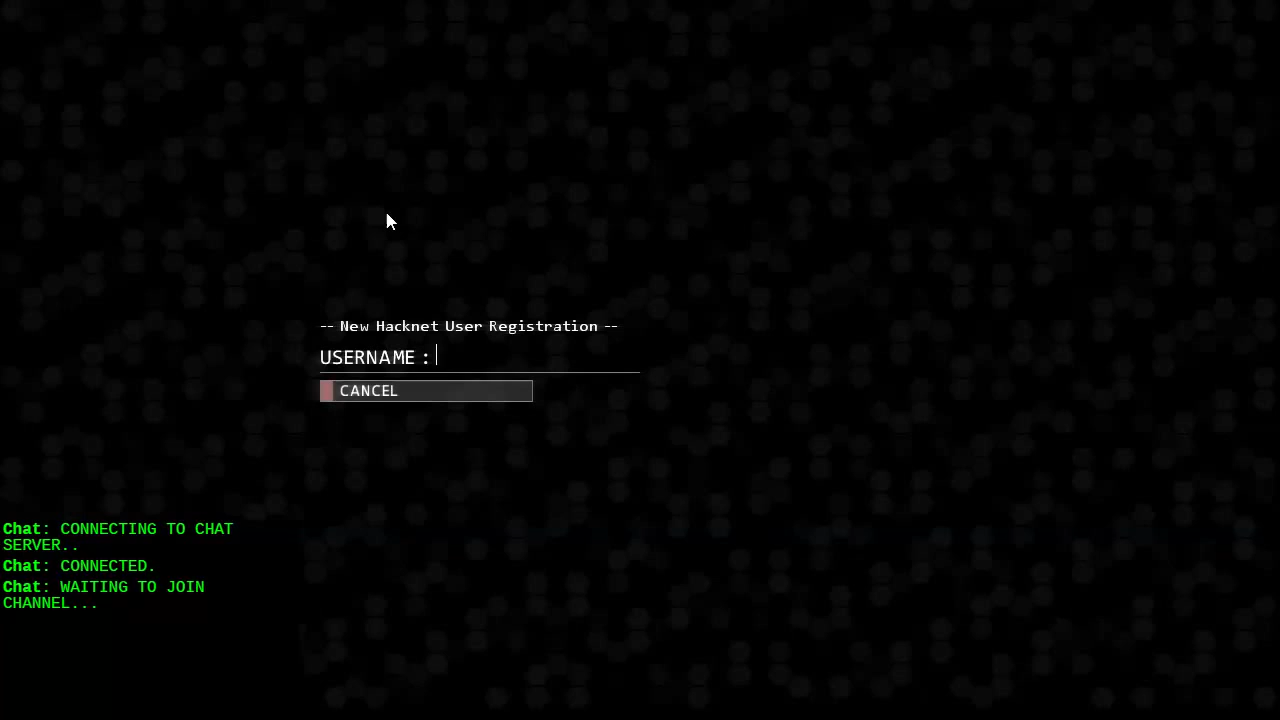 -- New Hacknet User Registration --
USERNAME :
CANCEL
Chat: CONNECTING TO CHAT
SERVER..
Chat: CONNECTED.
Chat: WAITING TO JOIN
CHANNEL...